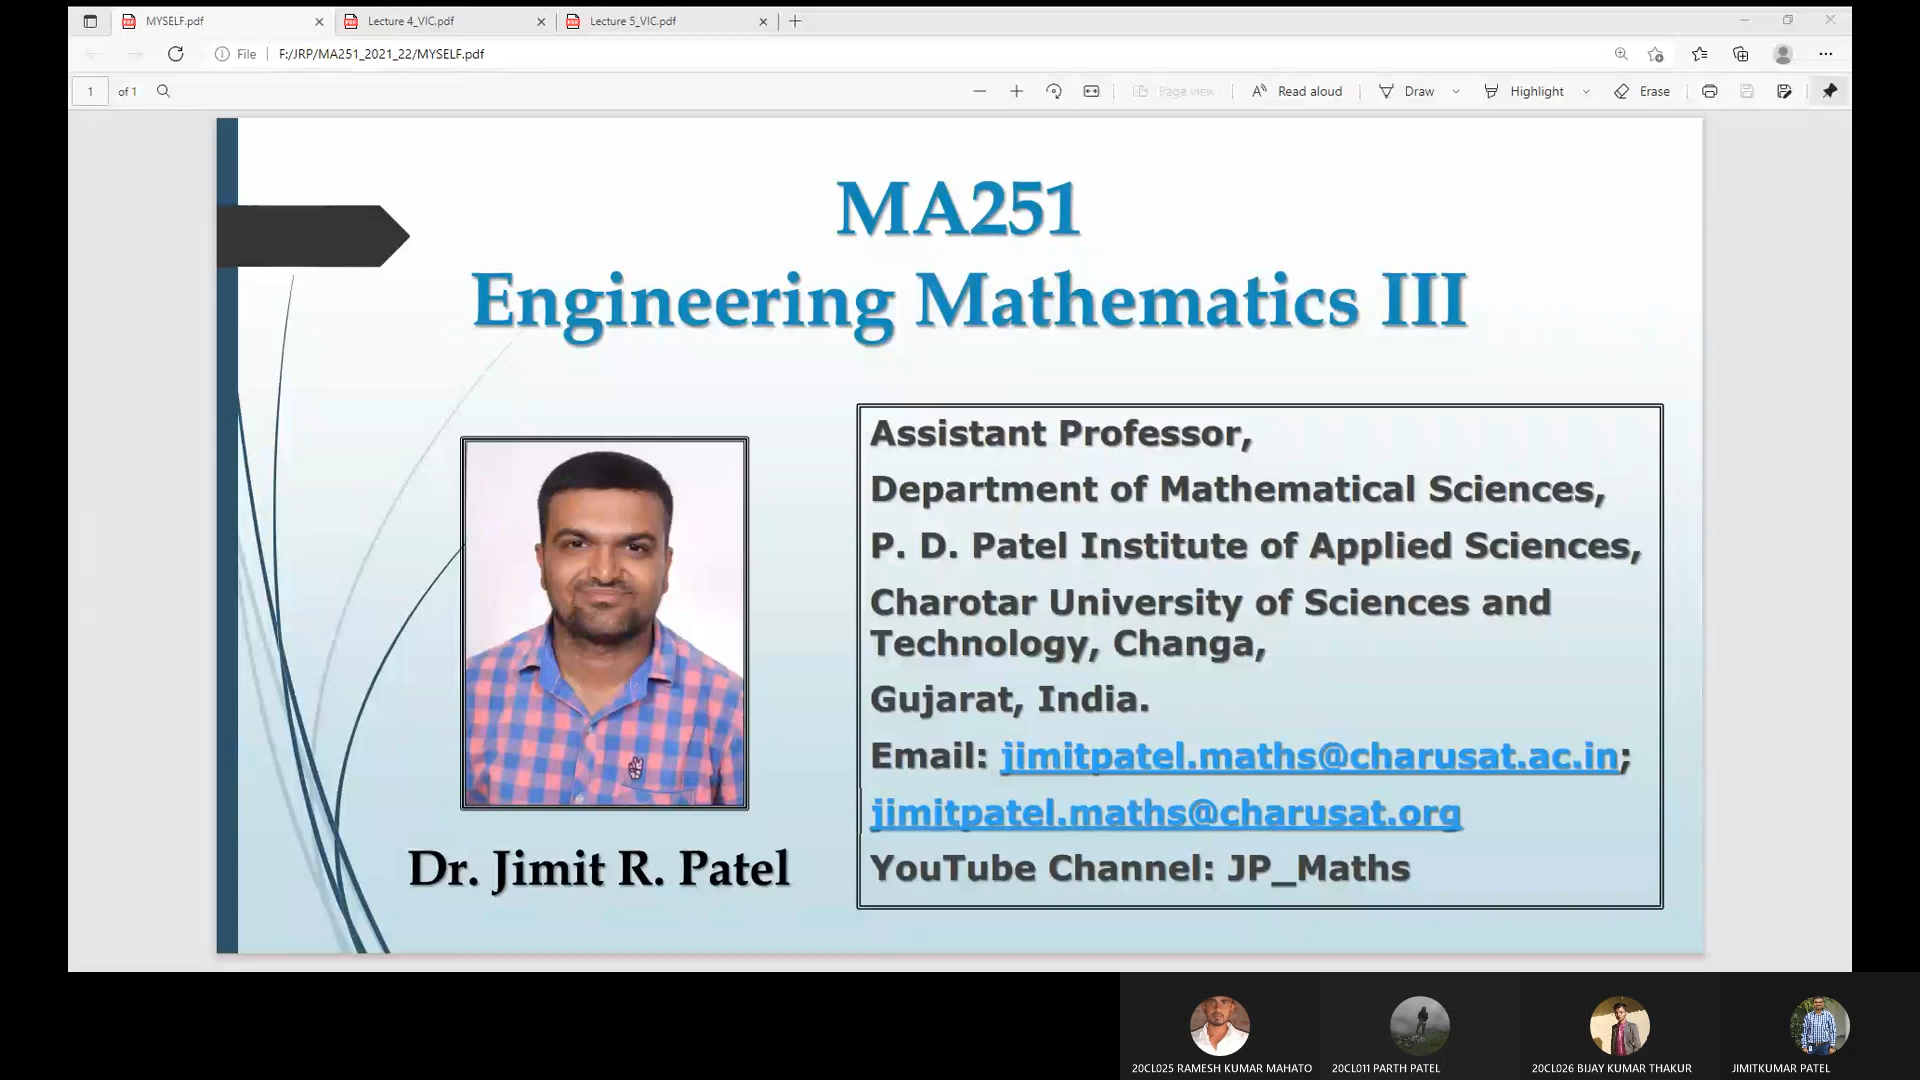 MYSELF.pdf
Lecture 4_VIC.pdf
Lecture 5_VIC.pdf
File
F:/JRP/MA251_2021_22/MYSELF.pdf
1 of 1
Page view
Read aloud
Draw
Highlight
Erase
MA251
Engineering Mathematics III
Dr. Jimit R. Patel
Assistant Professor,
Department of Mathematical Sciences,
P. D. Patel Institute of Applied Sciences,
Charotar University of Sciences and
Technology, Changa,
Gujarat, India.
Email: jimitpatel.maths@charusat.ac.in;
jimitpatel.maths@charusat.org
YouTube Channel: JP_Maths
20CL025 RAMESH KUMAR MAHATO
20CL011 PARTH PATEL
20CL026 BIJAY KUMAR THAKUR
JIMITKUMAR PATEL